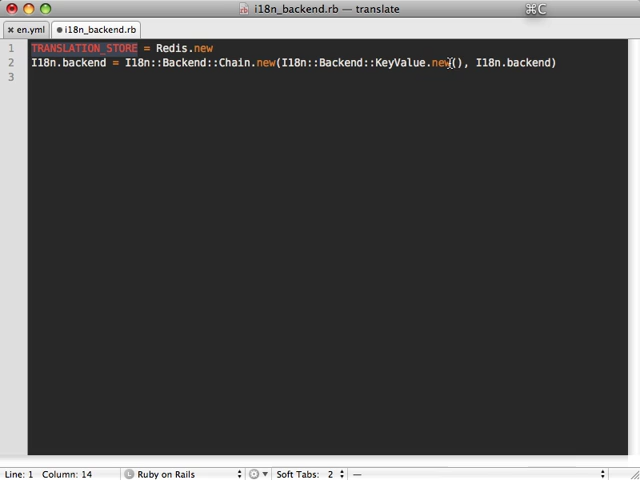 i18n_backend.rb — translate
⌘C
en.yml
i18n_backend.rb
1 TRANSLATION_STORE = Redis.new
2 I18n.backend = I18n::Backend::Chain.new(I18n::Backend::KeyValue.new(), I18n.backend)
3
Line: 1 Column: 14 Ruby on Rails Soft Tabs: 2 —